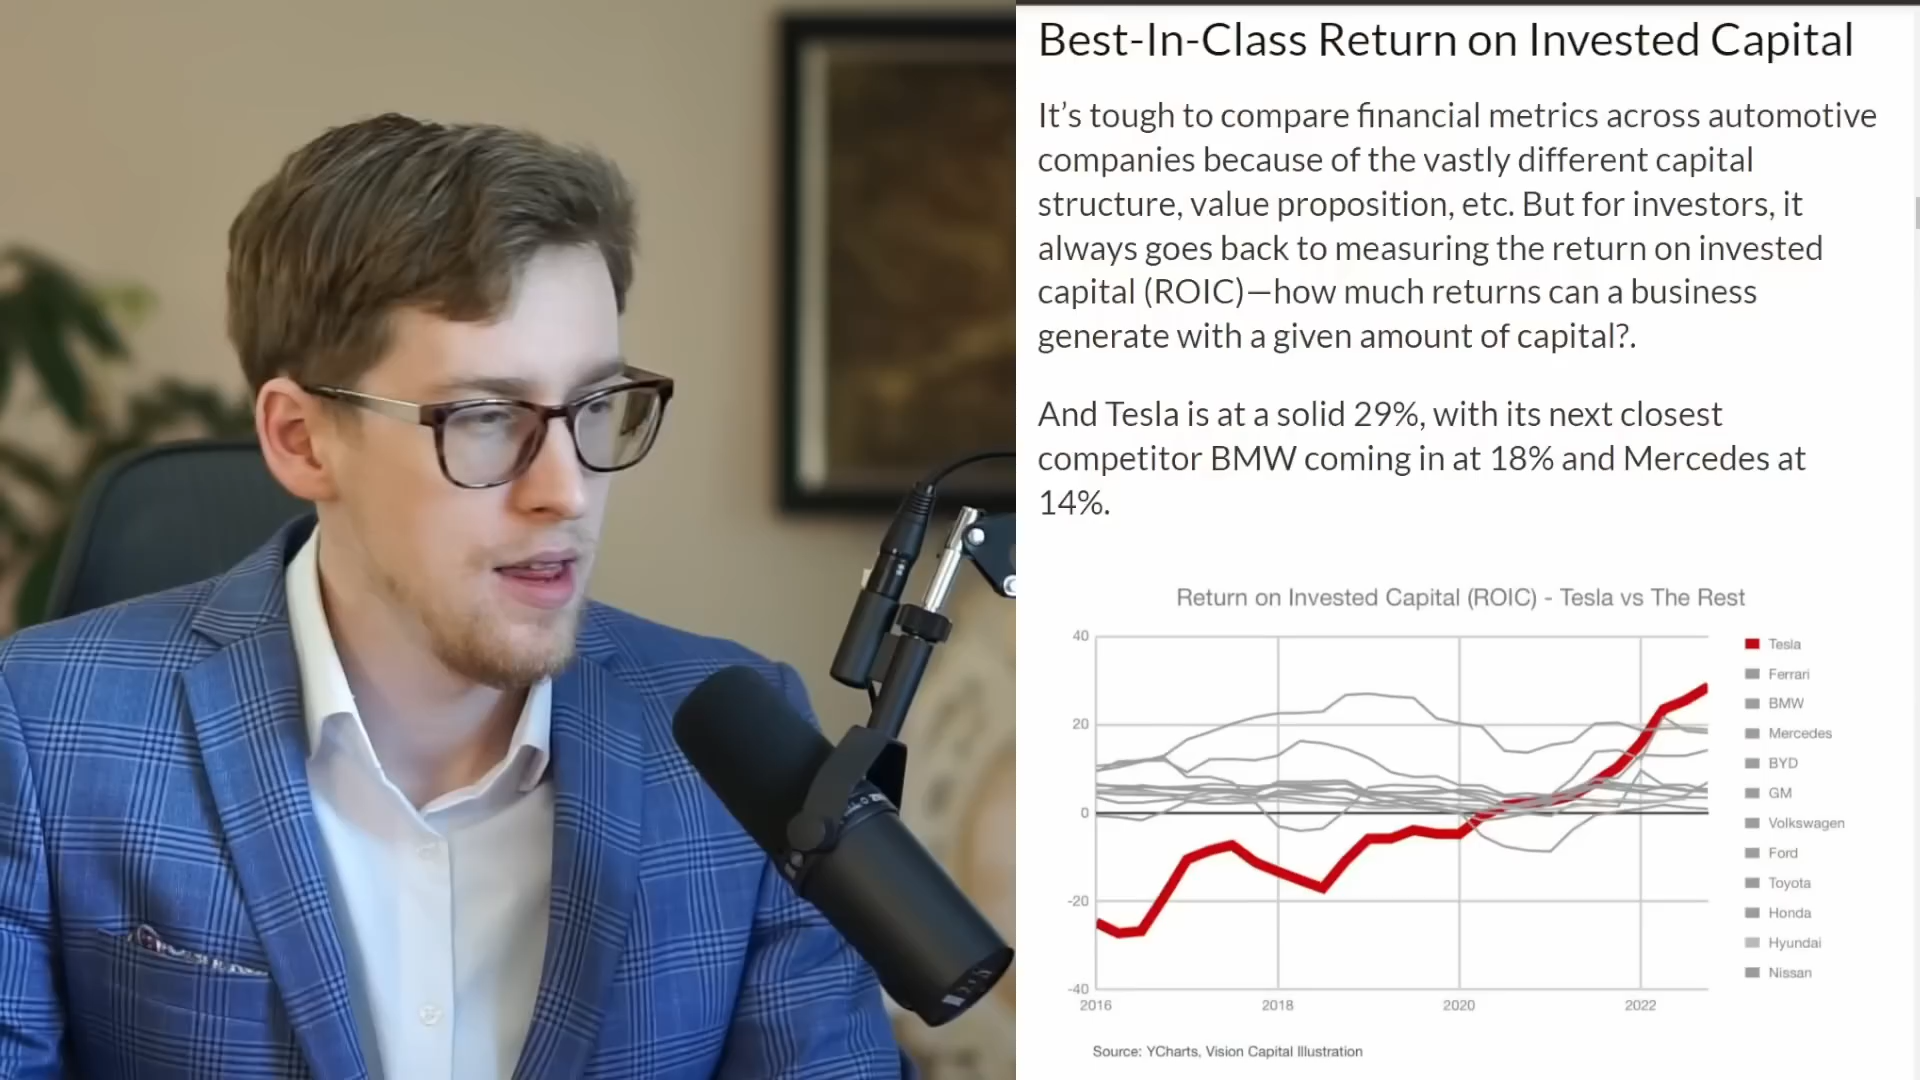 Best-In-Class Return on Invested Capital
It’s tough to compare financial metrics across automotive
companies because of the vastly different capital
structure, value proposition, etc. But for investors, it
always goes back to measuring the return on invested
capital (ROIC)—how much returns can a business
generate with a given amount of capital?.
And Tesla is at a solid 29%, with its next closest
competitor BMW coming in at 18% and Mercedes at
14%.
Return on Invested Capital (ROIC) - Tesla vs The Rest
40
20
0
-20
-40
2016
2018
2020
2022
Tesla
Ferrari
BMW
Mercedes
BYD
GM
Volkswagen
Ford
Toyota
Honda
Hyundai
Nissan
Source: YCharts, Vision Capital Illustration